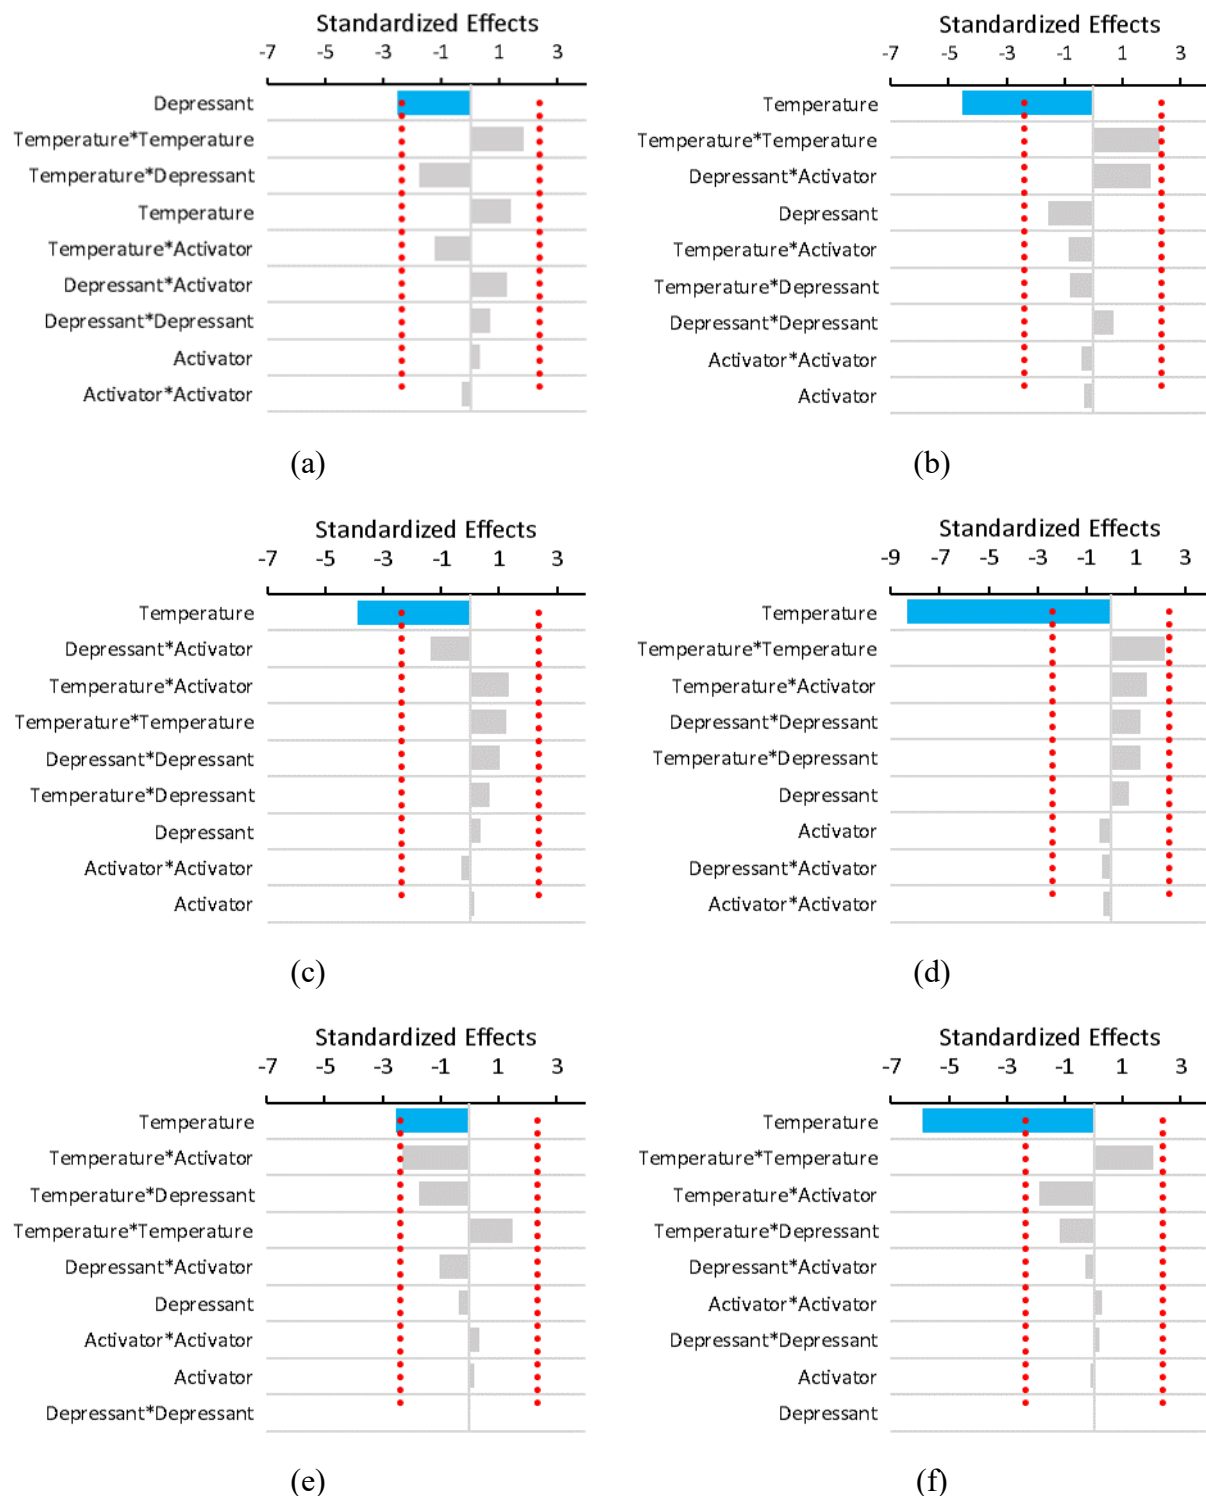 Standardized Effects
-7 -5 -3 -1 1 3
Depressant
Temperature*Temperature
Temperature*Depressant
Temperature
Temperature*Activator
Depressant*Activator
Depressant*Depressant
Activator
Activator*Activator
(a)
Standardized Effects
-7 -5 -3 -1 1 3
Temperature
Temperature*Temperature
Depressant*Activator
Depressant
Temperature*Activator
Temperature*Depressant
Depressant*Depressant
Activator*Activator
Activator
(b)
Standardized Effects
-7 -5 -3 -1 1 3
Temperature
Depressant*Activator
Temperature*Activator
Temperature*Temperature
Depressant*Depressant
Temperature*Depressant
Depressant
Activator*Activator
Activator
(c)
Standardized Effects
-9 -7 -5 -3 -1 1 3
Temperature
Temperature*Temperature
Temperature*Activator
Depressant*Depressant
Temperature*Depressant
Depressant
Activator
Depressant*Activator
Activator*Activator
(d)
Standardized Effects
-7 -5 -3 -1 1 3
Temperature
Temperature*Activator
Temperature*Depressant
Temperature*Temperature
Depressant*Activator
Depressant
Activator*Activator
Activator
Depressant*Depressant
(e)
Standardized Effects
-7 -5 -3 -1 1 3
Temperature
Temperature*Temperature
Temperature*Activator
Temperature*Depressant
Depressant*Activator
Activator*Activator
Depressant*Depressant
Activator
Depressant
(f)